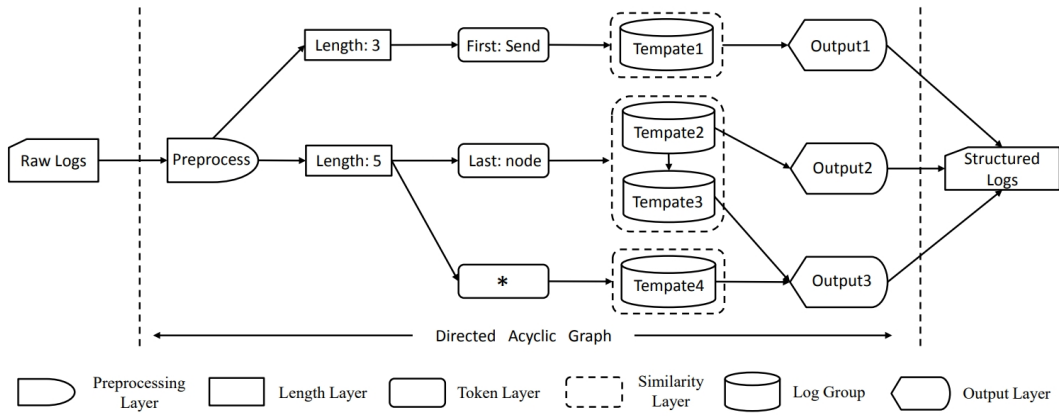 Length: 3
First: Send
Tempate1
Output1
Raw Logs
Preprocess
Length: 5
Last: node
Tempate2
Tempate3
Output2
Structured
Logs
*
Tempate4
Output3
Directed Acyclic Graph
Preprocessing
Layer
Length Layer
Token Layer
Similarity
Layer
Log Group
Output Layer